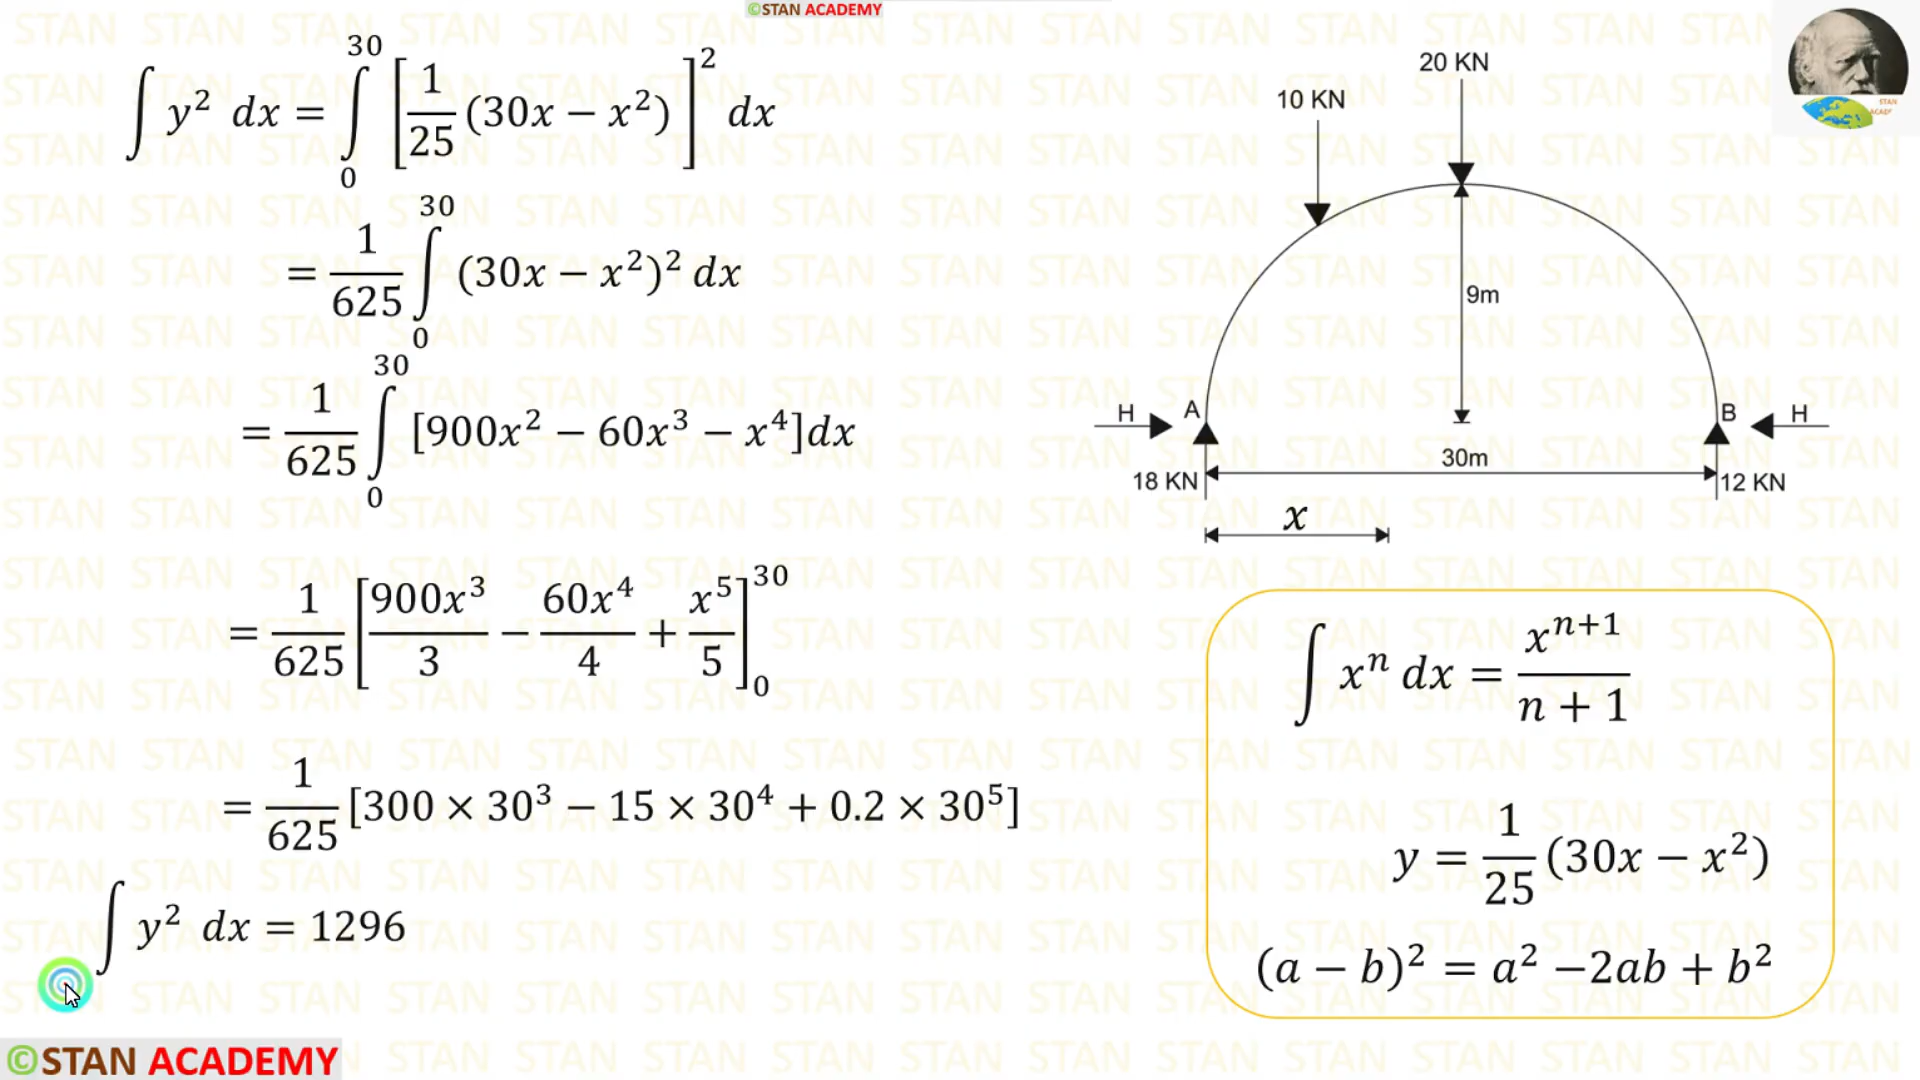 ©STAN ACADEMY
∫ y² dx = ∫₀³⁰ [1/25 (30x − x²)]² dx
= 1/625 ∫₀³⁰ (30x − x²)² dx
= 1/625 ∫₀³⁰ [900x² − 60x³ − x⁴]dx
= 1/625 [900x³/3 − 60x⁴/4 + x⁵/5]₀³⁰
= 1/625 [300 × 30³ − 15 × 30⁴ + 0.2 × 30⁵]
∫ y² dx = 1296
20 KN
10 KN
9m
H A B H
30m
18 KN 12 KN
x
∫ xⁿ dx = xⁿ⁺¹/(n + 1)
y = 1/25 (30x − x²)
(a − b)² = a² −2ab + b²
STAN
ACADE
©STAN ACADEMY